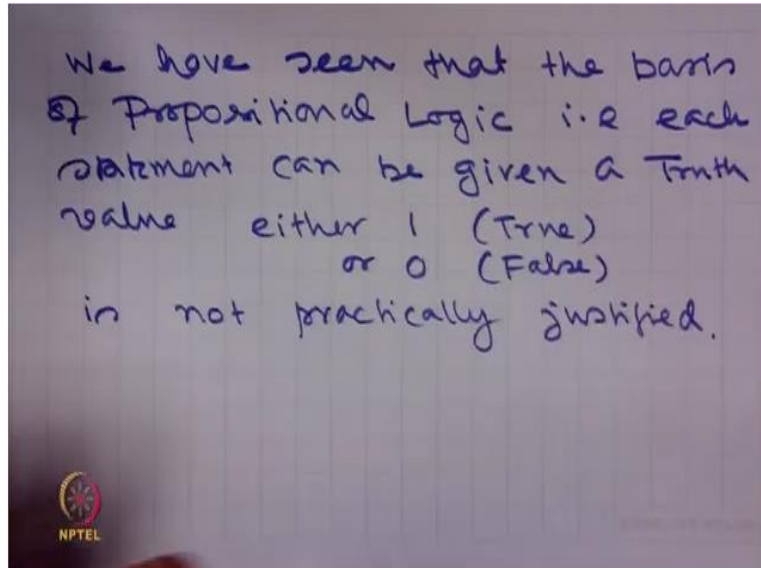 We have seen that the basis
of Propositional Logic i.e each
statement can be given a Truth
value either 1 (True)
or 0 (False)
is not practically justified.
NPTEL